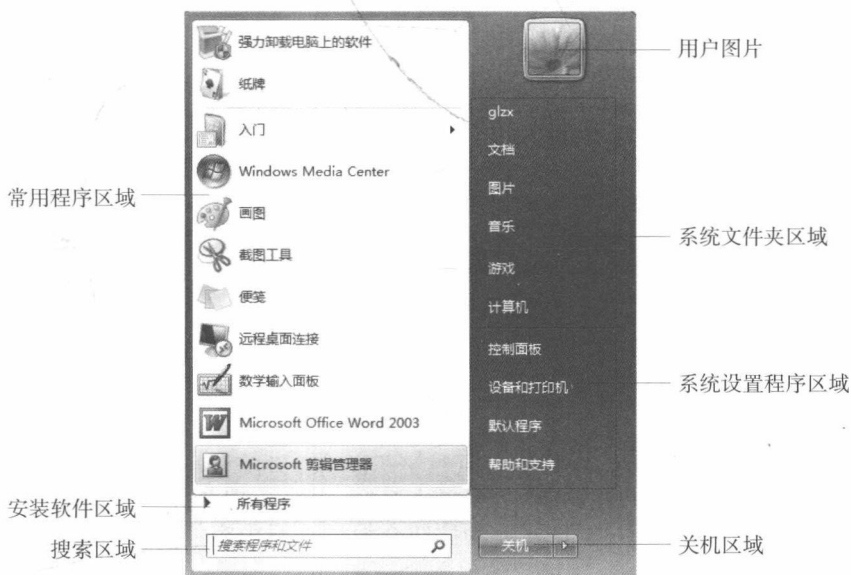 强力卸载电脑上的软件
纸牌
入门
Windows Media Center
画图
截图工具
便笺
远程桌面连接
数学输入面板
Microsoft Office Word 2003
Microsoft 剪辑管理器
所有程序
搜索程序和文件
glzx
文档
图片
音乐
游戏
计算机
控制面板
设备和打印机
默认程序
帮助和支持
关机
常用程序区域
安装软件区域
搜索区域
用户图片
系统文件夹区域
系统设置程序区域
关机区域